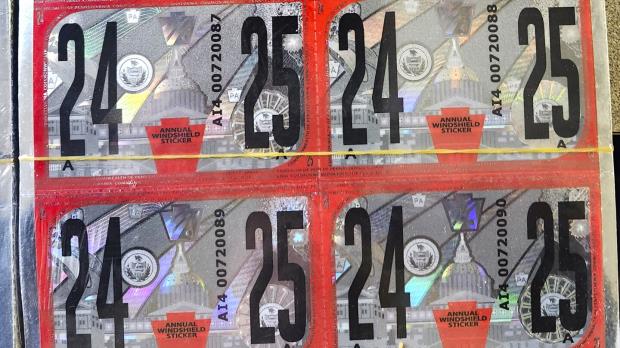 24 AI4 00720087 25
PA
ANNUAL
WINDSHIELD
STICKER
A A
24 AI4 00720088 25
PA
ANNUAL
WINDSHIELD
STICKER
A A
24 AI4 00720089 25
ANNUAL
WINDSHIELD
STICKER
24 AI4 00720090 25
PA
ANNUAL
WINDSHIELD
STICKER